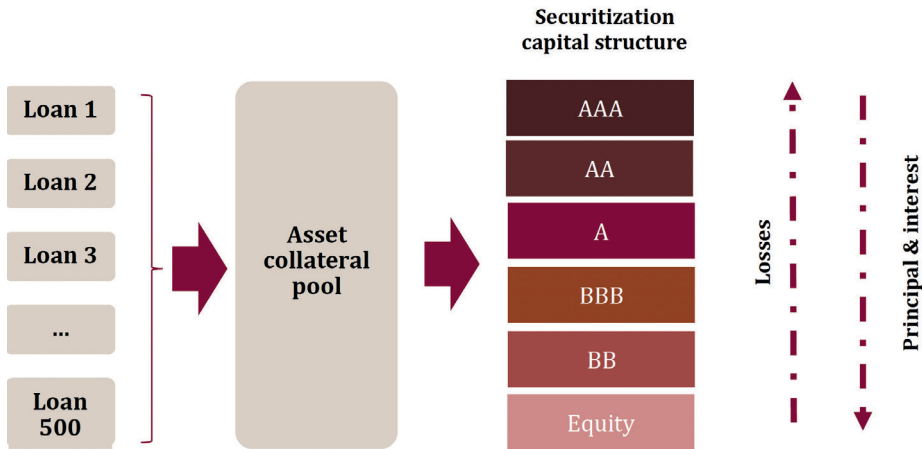 Securitization
capital structure
Loan 1
Loan 2
Loan 3
...
Loan
500
Asset
collateral
pool
AAA
AA
A
BBB
BB
Equity
Losses
Principal & interest